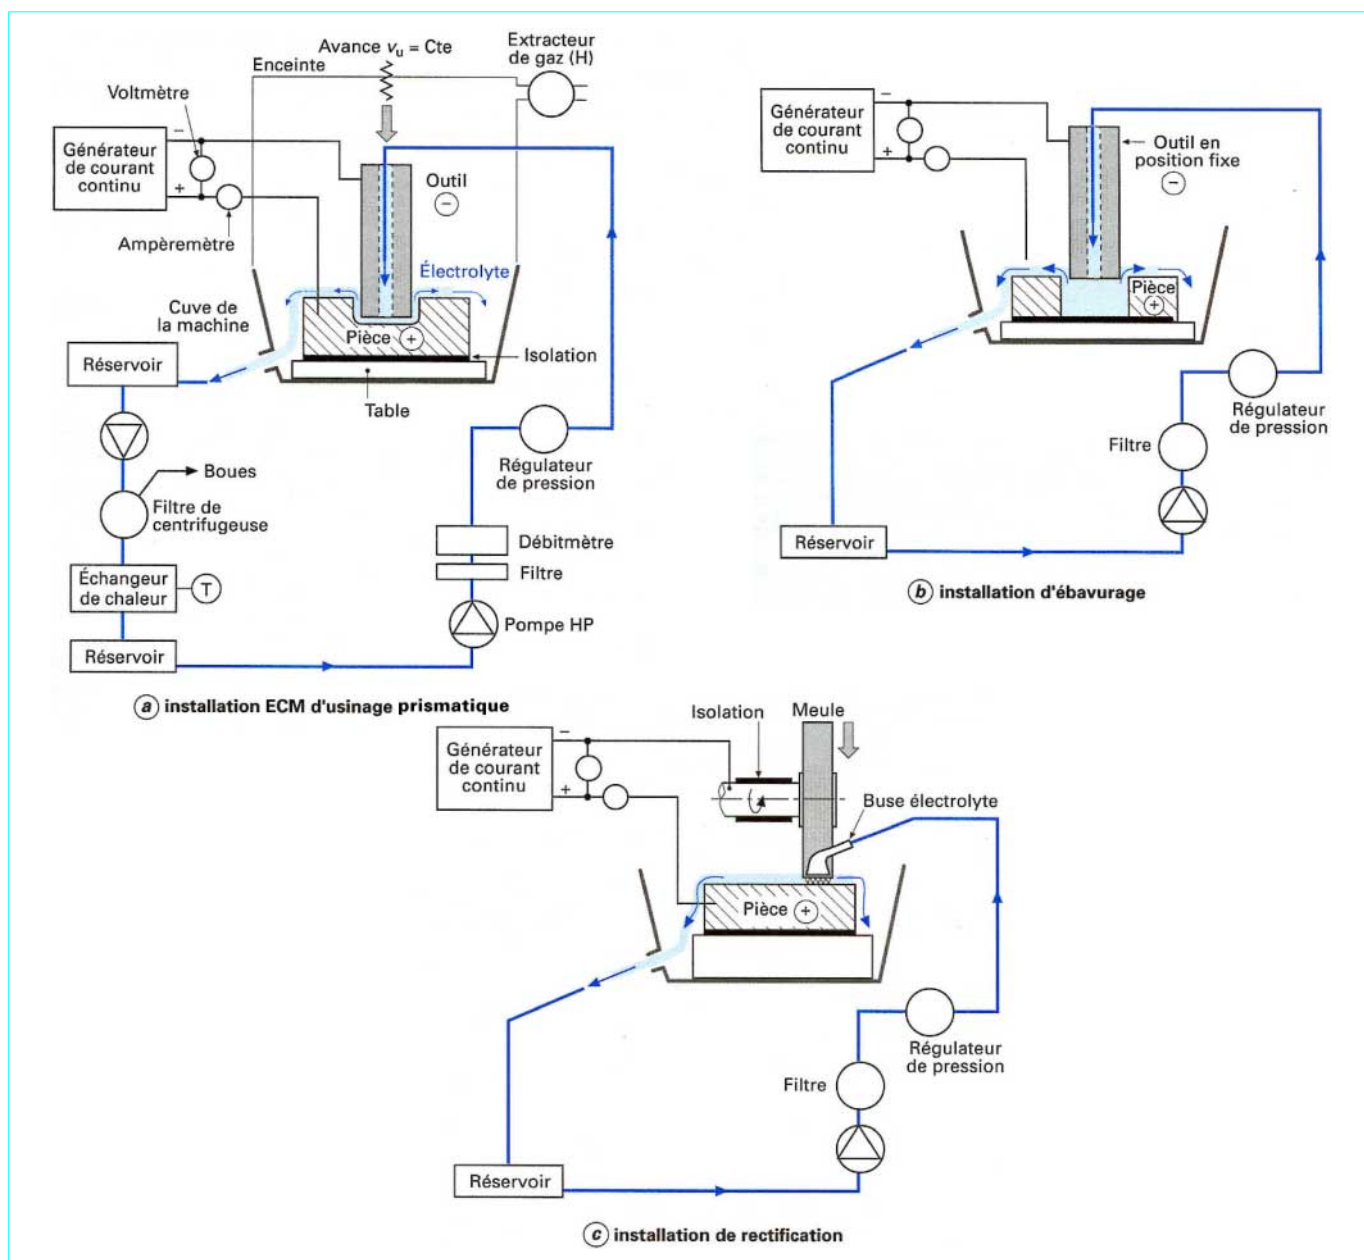 Avance vu = Cte
Extracteur
de gaz (H)
Enceinte
Voltmètre
Générateur
de courant
continu
−
+
Outil
−
Ampèremètre
Électrolyte
Cuve de
la machine
Pièce +
Isolation
Réservoir
Table
Boues
Régulateur
de pression
Filtre de
centrifugeuse
Débitmètre
Filtre
Échangeur
de chaleur
T
Pompe HP
Réservoir
a installation ECM d'usinage prismatique
Générateur
de courant
continu
−
+
Outil en
position fixe
−
Pièce
+
Régulateur
de pression
Filtre
Réservoir
b installation d'ébavurage
Isolation
Meule
Générateur
de courant
continu
−
+
Buse électrolyte
Pièce +
Régulateur
de pression
Filtre
Réservoir
c installation de rectification